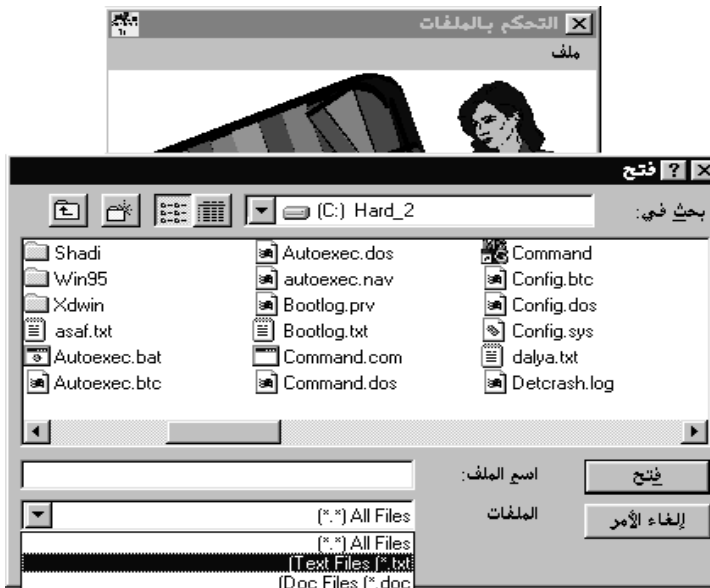 التحكم بالملفات
ملف
فتح
بحث في:
(C:) Hard_2
Shadi
Win95
Xdwin
asaf.txt
Autoexec.bat
Autoexec.btc
Autoexec.dos
autoexec.nav
Bootlog.prv
Bootlog.txt
Command.com
Command.dos
Command
Config.btc
Config.dos
Config.sys
dalya.txt
Detcrash.log
اسم الملف:
فتح
الملفات
(*.*) All Files
إلغاء الأمر
(*.*) All Files
(Text Files (*.txt
(Doc Files (*.doc